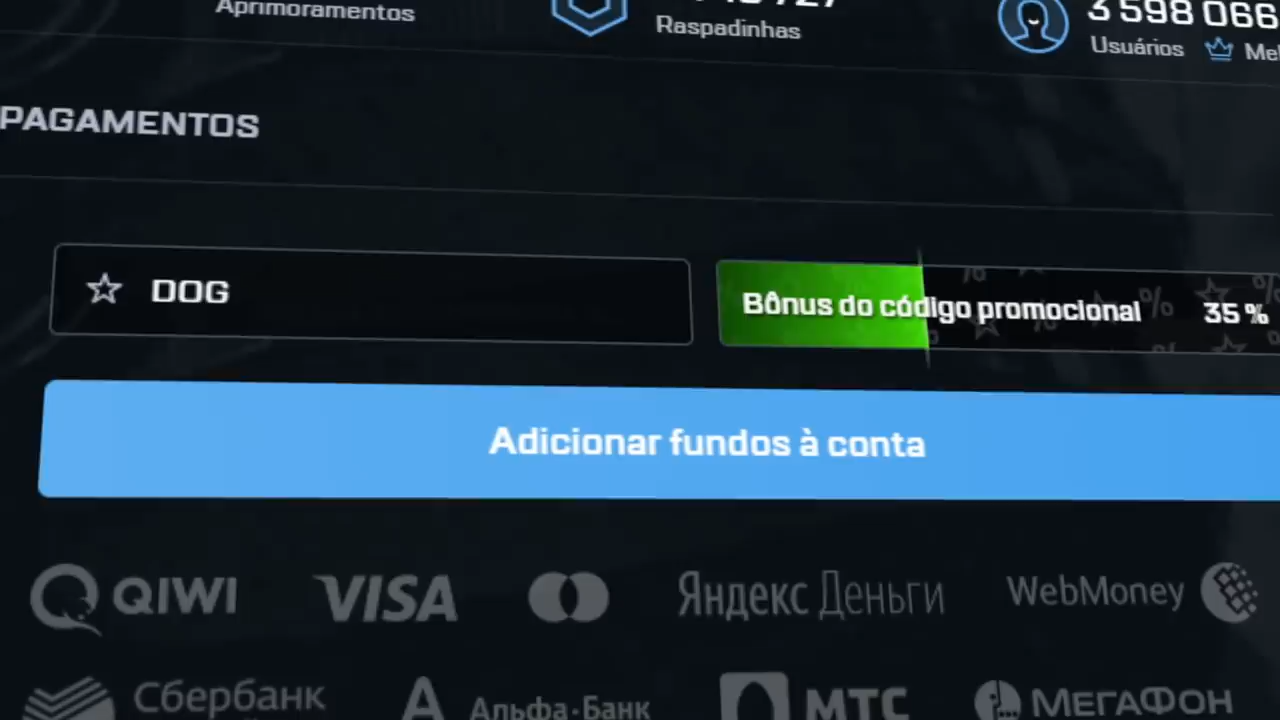 Aprimoramentos
Raspadinhas
3 598 066
Usuários
PAGAMENTOS
DOG
Bônus do código promocional 35 %
Adicionar fundos à conta
QIWI VISA Яндекс Деньги WebMoney
Сбербанк Альфа·Банк МТС МЕГАФОН